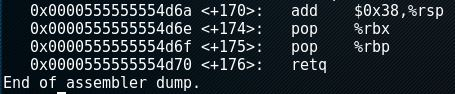 0x0000555555554d6a <+170>: add $0x38,%rsp
0x0000555555554d6e <+174>: pop %rbx
0x0000555555554d6f <+175>: pop %rbp
0x0000555555554d70 <+176>: retq
End of assembler dump.